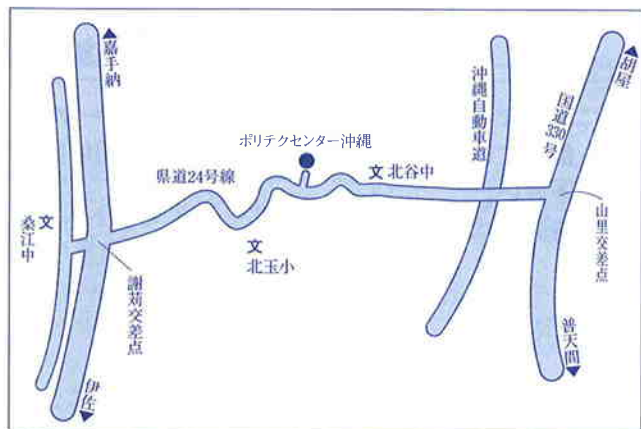 ▲嘉手納
沖縄自動車道
国道330号
▲胡屋
ポリテクセンター沖縄
県道24号線
文 北谷中
桑江中 文
文
北玉小
謝苅交差点
山里交差点
伊佐▼
普天間▼